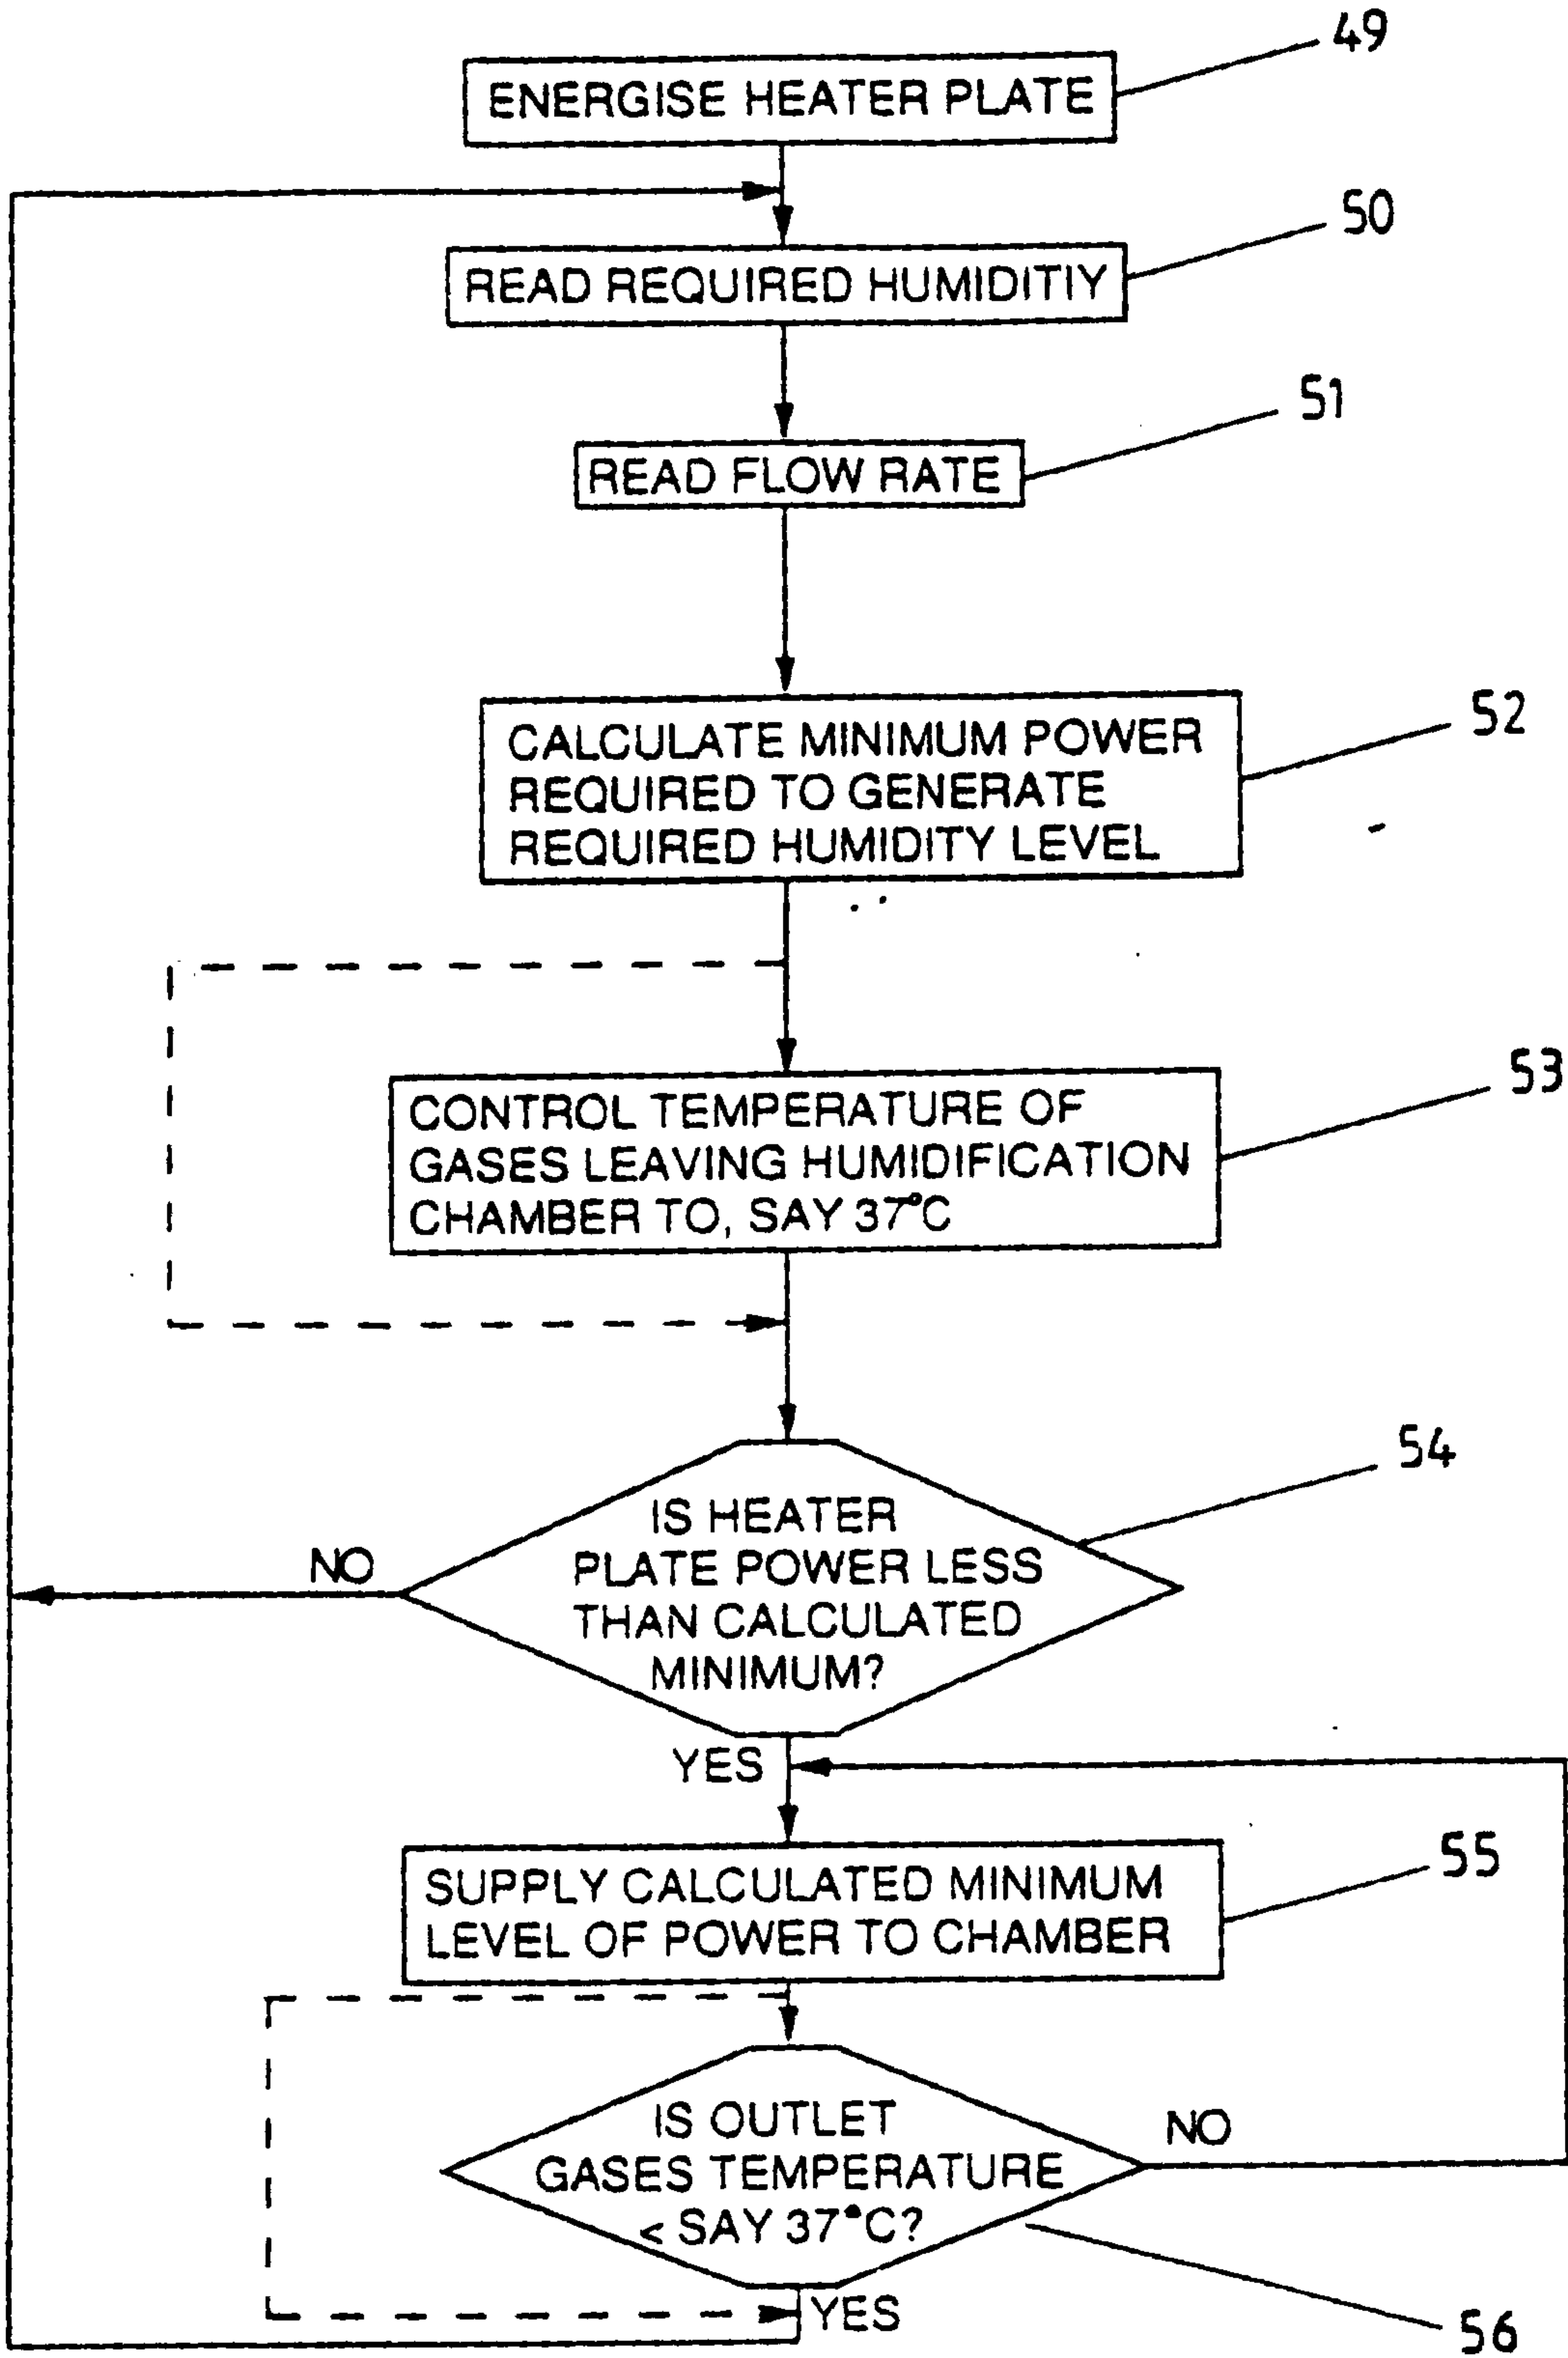 49
ENERGISE HEATER PLATE
50
READ REQUIRED HUMIDITIY
51
READ FLOW RATE
52
CALCULATE MINIMUM POWER
REQUIRED TO GENERATE
REQUIRED HUMIDITY LEVEL
53
CONTROL TEMPERATURE OF
GASES LEAVING HUMIDIFICATION
CHAMBER TO, SAY 37°C
54
IS HEATER
PLATE POWER LESS
THAN CALCULATED
MINIMUM?
NO
YES
55
SUPPLY CALCULATED MINIMUM
LEVEL OF POWER TO CHAMBER
IS OUTLET
GASES TEMPERATURE
< SAY 37°C?
NO
YES
56